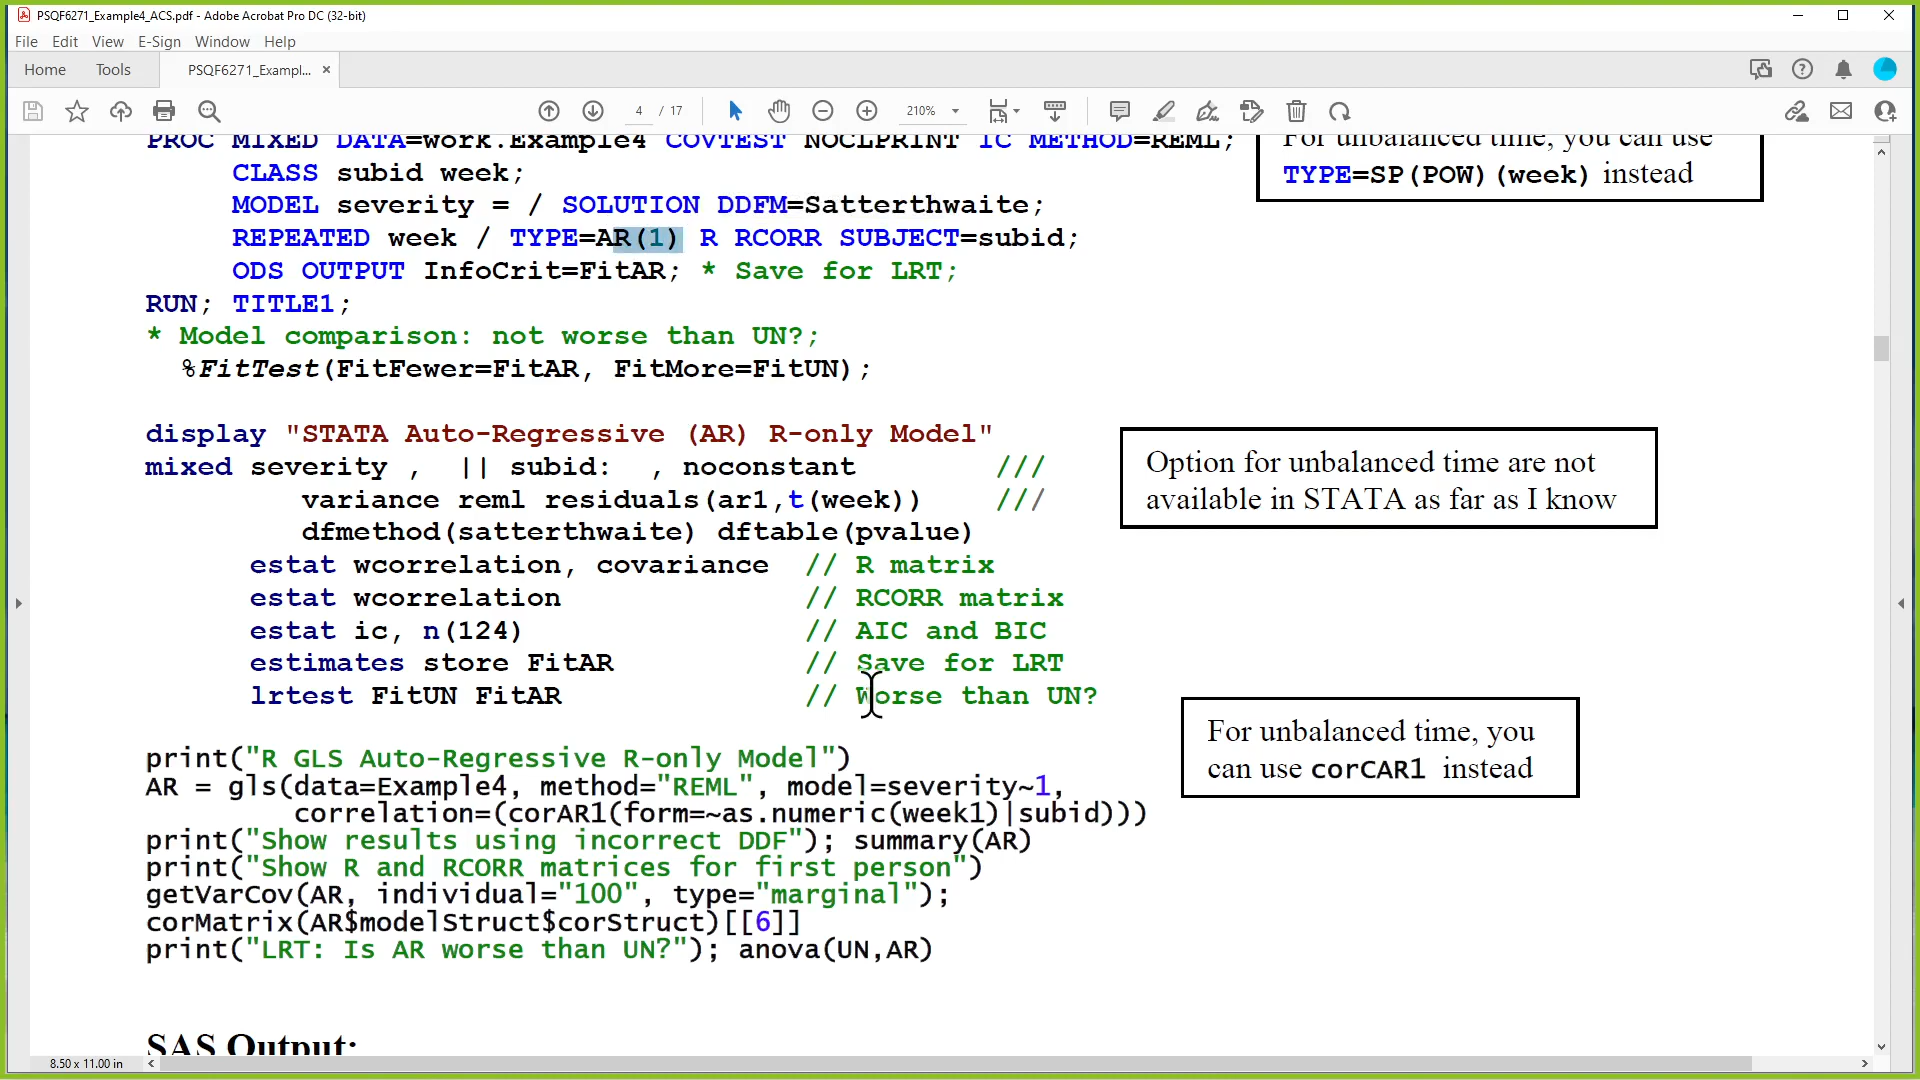 PSQF6271_Example4_ACS.pdf - Adobe Acrobat Pro DC (32-bit)
File Edit View E-Sign Window Help
Home Tools PSQF6271_Exampl... ×
4 / 17 210%
PROC MIXED DATA=work.Example4 COVTEST NOCLPRINT IC METHOD=REML;
For unbalanced time, you can use
TYPE=SP(POW)(week) instead
CLASS subid week;
MODEL severity = / SOLUTION DDFM=Satterthwaite;
REPEATED week / TYPE=AR(1) R RCORR SUBJECT=subid;
ODS OUTPUT InfoCrit=FitAR; * Save for LRT;
RUN; TITLE1;
* Model comparison: not worse than UN?;
%FitTest(FitFewer=FitAR, FitMore=FitUN);
display "STATA Auto-Regressive (AR) R-only Model"
mixed severity , || subid: , noconstant ///
variance reml residuals(ar1,t(week)) ///
dfmethod(satterthwaite) dftable(pvalue)
Option for unbalanced time are not
available in STATA as far as I know
estat wcorrelation, covariance // R matrix
estat wcorrelation // RCORR matrix
estat ic, n(124) // AIC and BIC
estimates store FitAR // Save for LRT
lrtest FitUN FitAR // Worse than UN?
For unbalanced time, you
can use corCAR1 instead
print("R GLS Auto-Regressive R-only Model")
AR = gls(data=Example4, method="REML", model=severity~1,
correlation=(corAR1(form=~as.numeric(week1)|subid)))
print("Show results using incorrect DDF"); summary(AR)
print("Show R and RCORR matrices for first person")
getVarCov(AR, individual="100", type="marginal");
corMatrix(AR$modelStruct$corStruct)[[6]]
print("LRT: Is AR worse than UN?"); anova(UN,AR)
SAS Output:
8.50 x 11.00 in